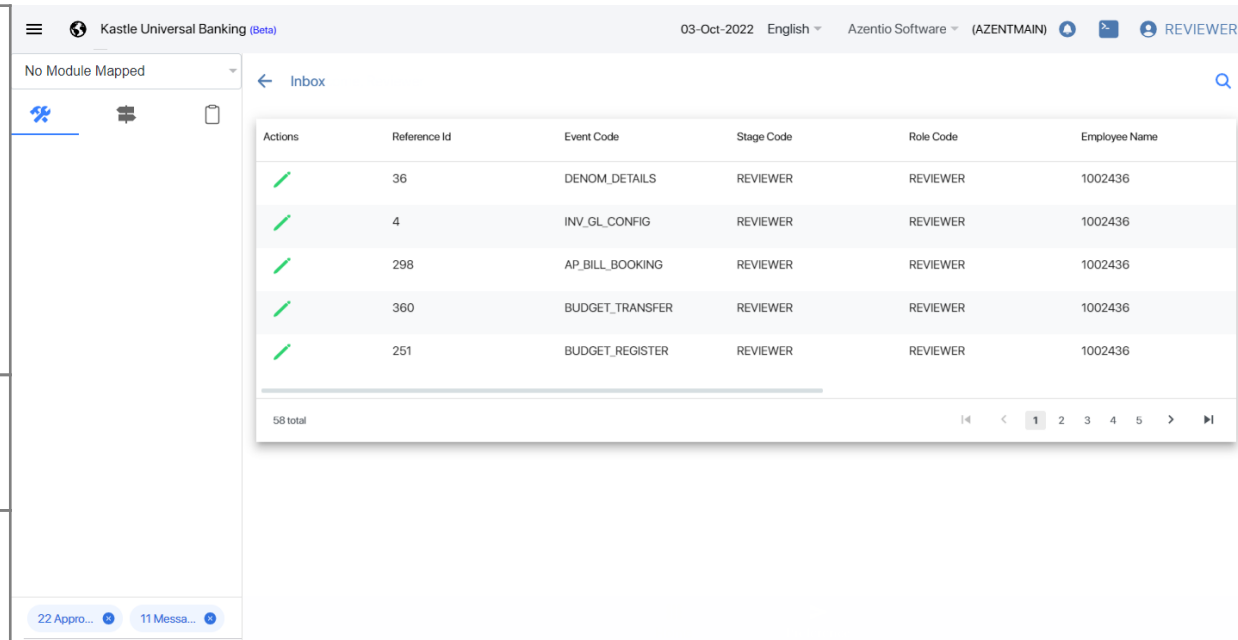 Kastle Universal Banking (Beta) 03-Oct-2022 English Azentio Software (AZENTMAIN) REVIEWER
No Module Mapped
Inbox
Actions Reference Id Event Code Stage Code Role Code Employee Name
36 DENOM_DETAILS REVIEWER REVIEWER 1002436
4 INV_GL_CONFIG REVIEWER REVIEWER 1002436
298 AP_BILL_BOOKING REVIEWER REVIEWER 1002436
360 BUDGET_TRANSFER REVIEWER REVIEWER 1002436
251 BUDGET_REGISTER REVIEWER REVIEWER 1002436
58 total 1 2 3 4 5
22 Appro... 11 Messa...